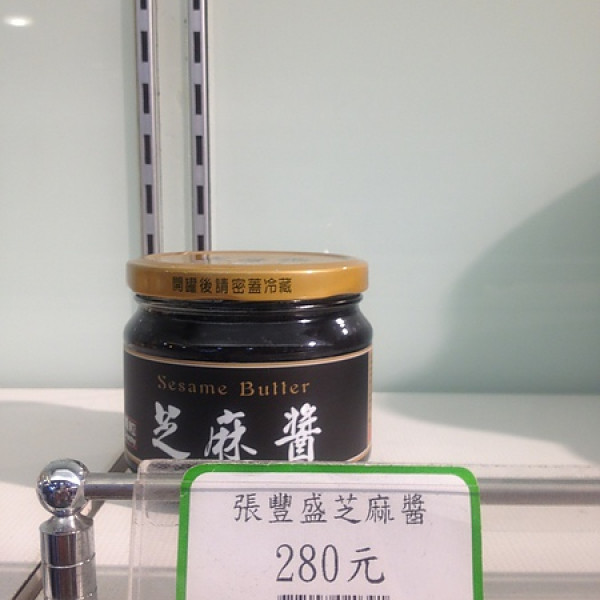 開罐後請密蓋冷藏
Sesame Butter
芝麻醬
張豐盛芝麻醬
280元